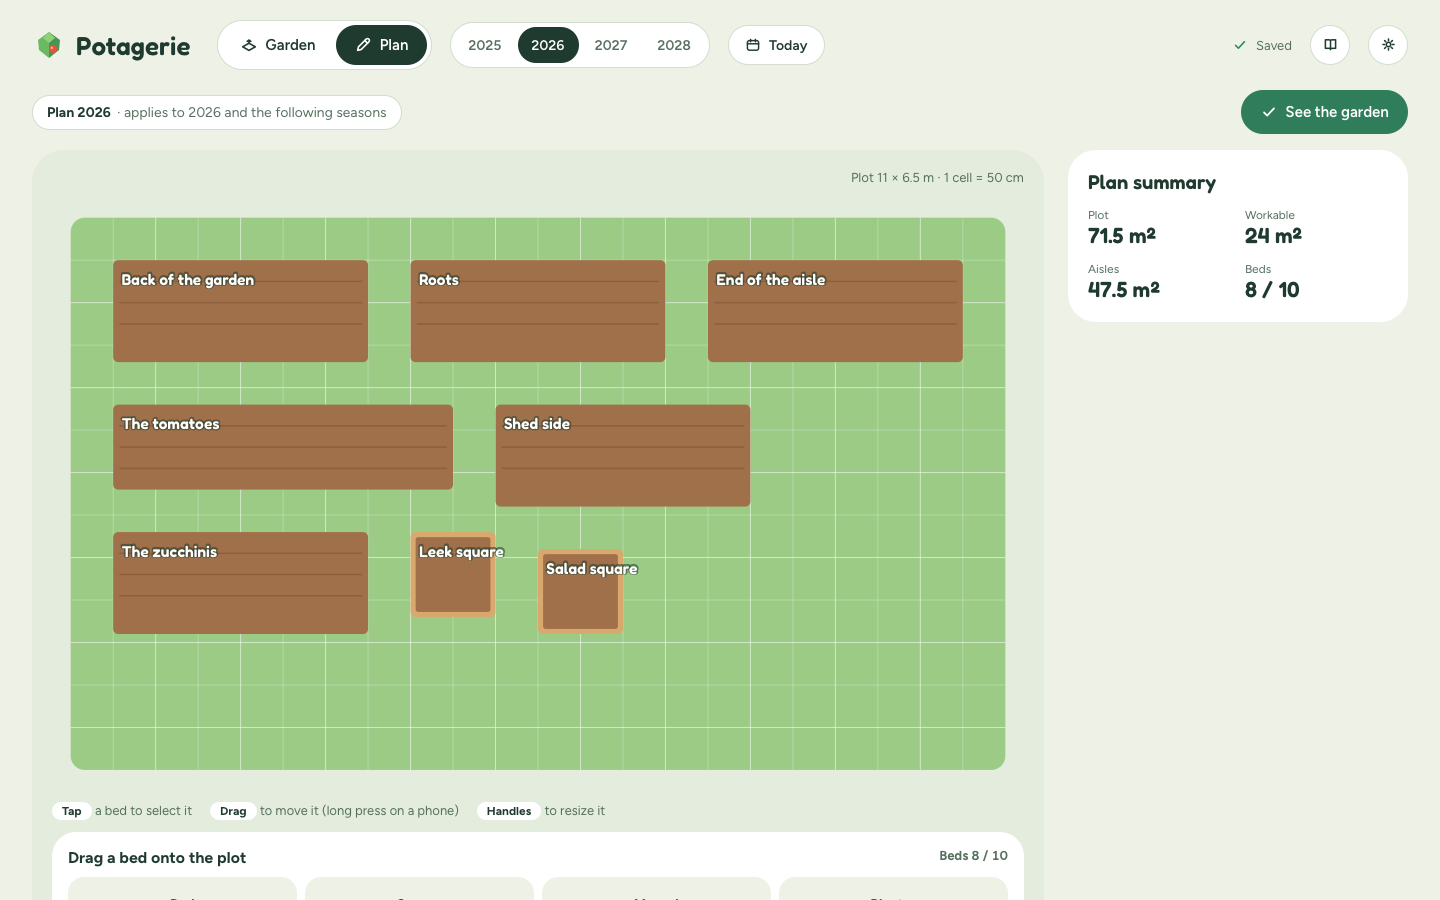 Potagerie
Garden
Plan
2025
2026
2027
2028
Today
Saved
Plan 2026 · applies to 2026 and the following seasons
See the garden
Plot 11 × 6.5 m · 1 cell = 50 cm
Plan summary
Plot
Workable
71.5 m²
24 m²
Aisles
Beds
47.5 m²
8 / 10
Back of the garden
Roots
End of the aisle
The tomatoes
Shed side
The zucchinis
Leek square
Salad square
Tap a bed to select it
Drag to move it (long press on a phone)
Handles to resize it
Drag a bed onto the plot
Beds 8 / 10